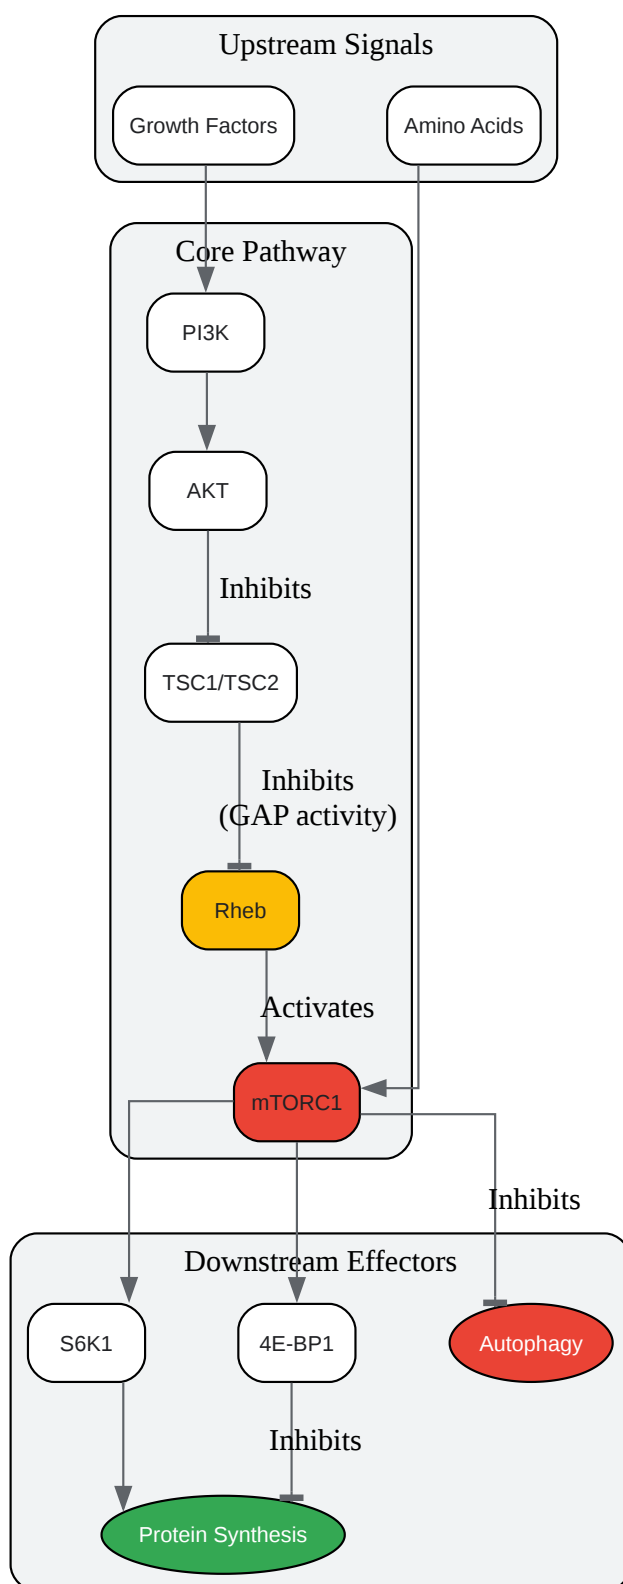 Upstream Signals
Growth Factors
Amino Acids
Core Pathway
PI3K
AKT
Inhibits
TSC1/TSC2
Inhibits
(GAP activity)
Rheb
Activates
mTORC1
Inhibits
Downstream Effectors
S6K1
4E-BP1
Autophagy
Inhibits
Protein Synthesis